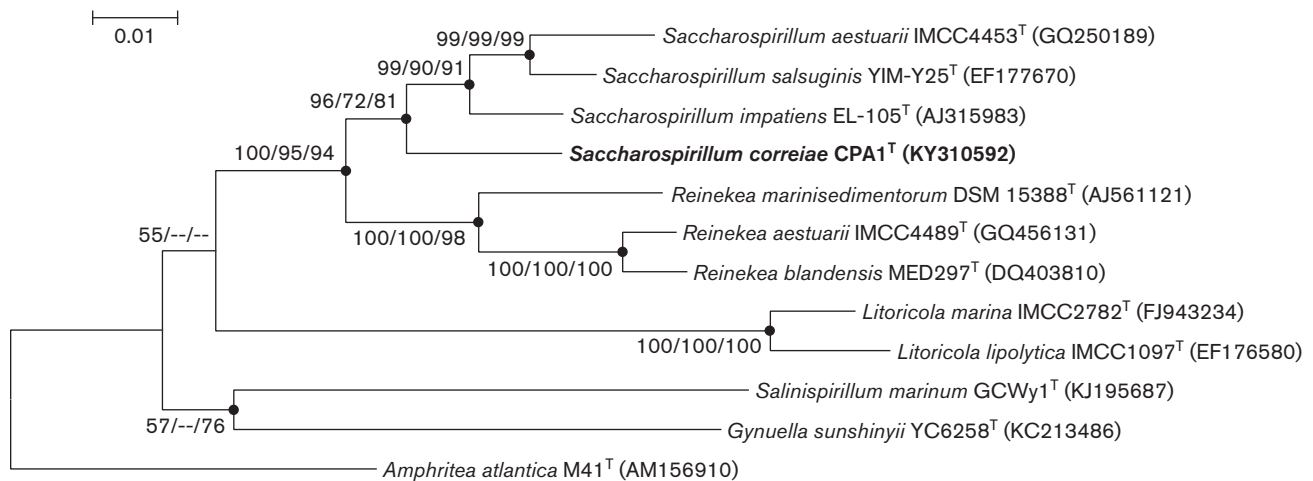 0.01
99/99/99
Saccharospirillum aestuarii IMCC4453T (GQ250189)
99/90/91
Saccharospirillum salsuginis YIM-Y25T (EF177670)
96/72/81
Saccharospirillum impatiens EL-105T (AJ315983)
100/95/94
Saccharospirillum correiae CPA1T (KY310592)
Reinekea marinisedimentorum DSM 15388T (AJ561121)
55/--/--
100/100/98
Reinekea aestuarii IMCC4489T (GQ456131)
100/100/100
Reinekea blandensis MED297T (DQ403810)
Litoricola marina IMCC2782T (FJ943234)
100/100/100
Litoricola lipolytica IMCC1097T (EF176580)
Salinispirillum marinum GCWy1T (KJ195687)
57/--/76
Gynuella sunshinyii YC6258T (KC213486)
Amphritea atlantica M41T (AM156910)